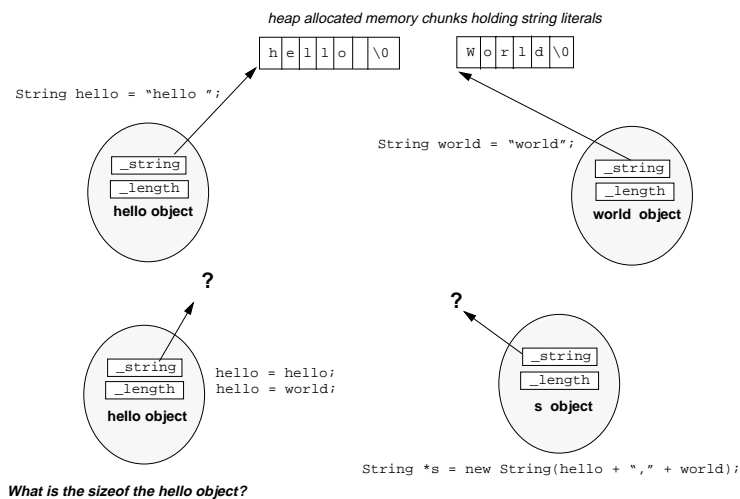 heap allocated memory chunks holding string literals
h e l l o \0
W o r l d \0
String hello = “hello ”;
String world = “world”;
_string
_length
hello object
_string
_length
world object
?
?
_string
_length
hello object
hello = hello;
hello = world;
_string
_length
s object
String *s = new String(hello + “,” + world);
What is the sizeof the hello object?